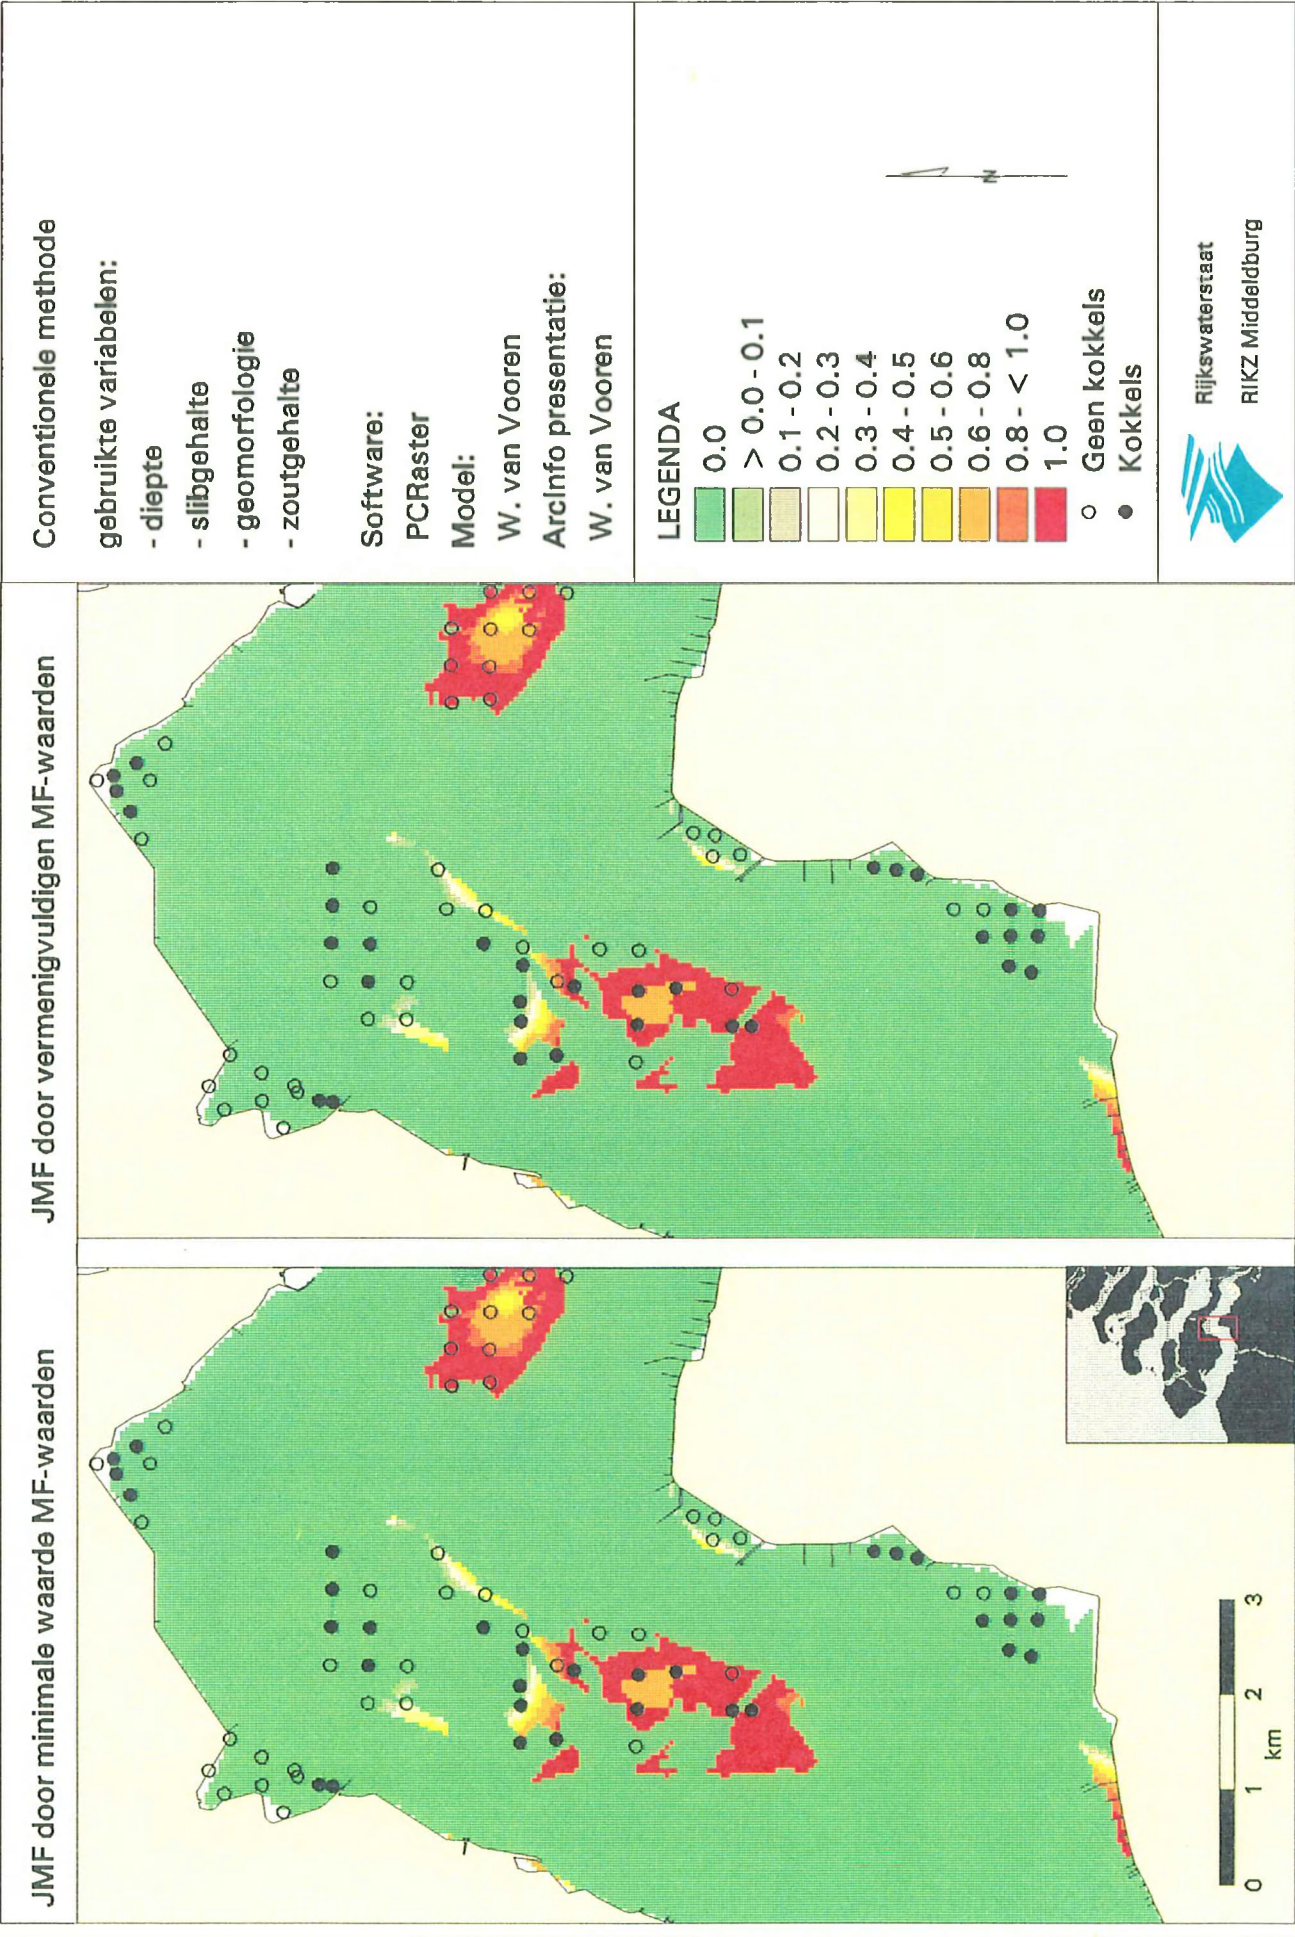 JMF door minimale waarde MF-waarden
JMF door vermenigvuldigen MF-waarden
Conventionele methode
gebruikte variabelen:
- diepte
- slibgehalte
- geomorfologie
- zoutgehalte
Software:
PCRaster
Model:
W. van Vooren
ArcInfo presentatie:
W. van Vooren
LEGENDA
0.0
> 0.0 - 0.1
0.1 - 0.2
0.2 - 0.3
0.3 - 0.4
0.4 - 0.5
0.5 - 0.6
0.6 - 0.8
0.8 - < 1.0
1.0
Geen kokkels
Kokkels
N
Rijkswaterstaat
RIKZ Middeldburg
0 1 2 3
km